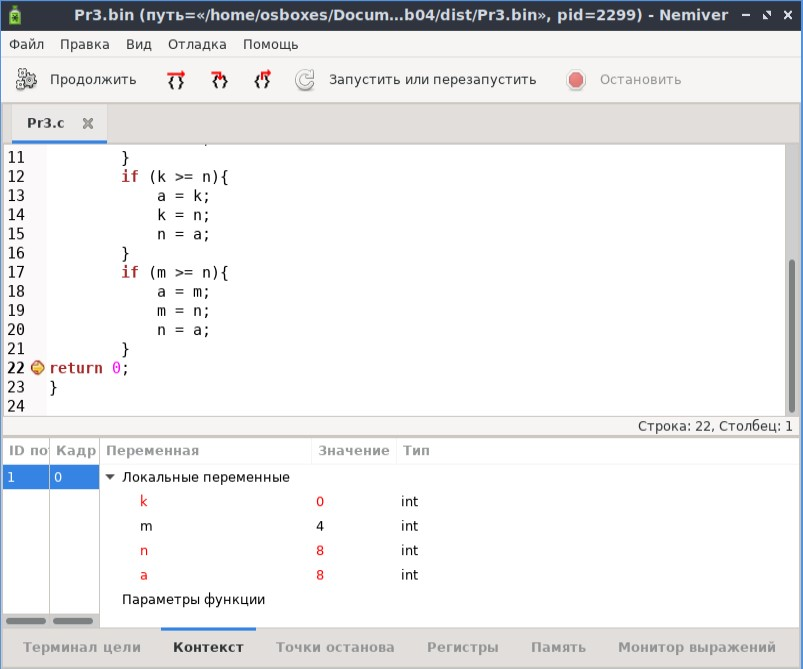 Pr3.bin (путь=«/home/osboxes/Docum...b04/dist/Pr3.bin», pid=2299) - Nemiver
Файл Правка Вид Отладка Помощь
Продолжить Запустить или перезапустить Остановить
Pr3.c
11 }
12 if (k >= n){
13 a = k;
14 k = n;
15 n = a;
16 }
17 if (m >= n){
18 a = m;
19 m = n;
20 n = a;
21 }
22 return 0;
23 }
24
Строка: 22, Столбец: 1
ID по Кадр Переменная Значение Тип
1 0 Локальные переменные
k 0 int
m 4 int
n 8 int
a 8 int
Параметры функции
Терминал цели Контекст Точки останова Регистры Память Монитор выражений